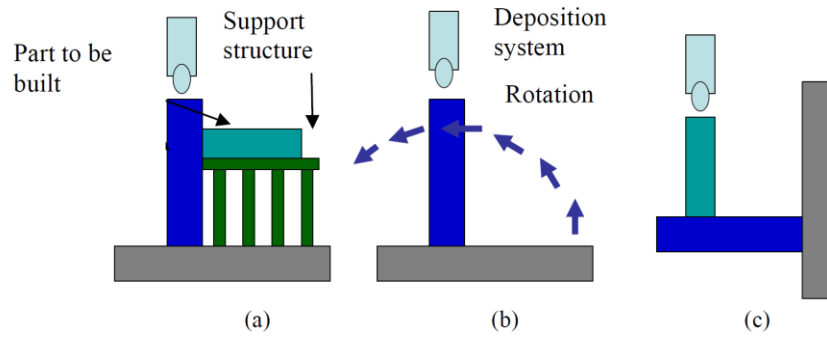 Part to be
built
Support
structure
Deposition
system
Rotation
(a)
(b)
(c)